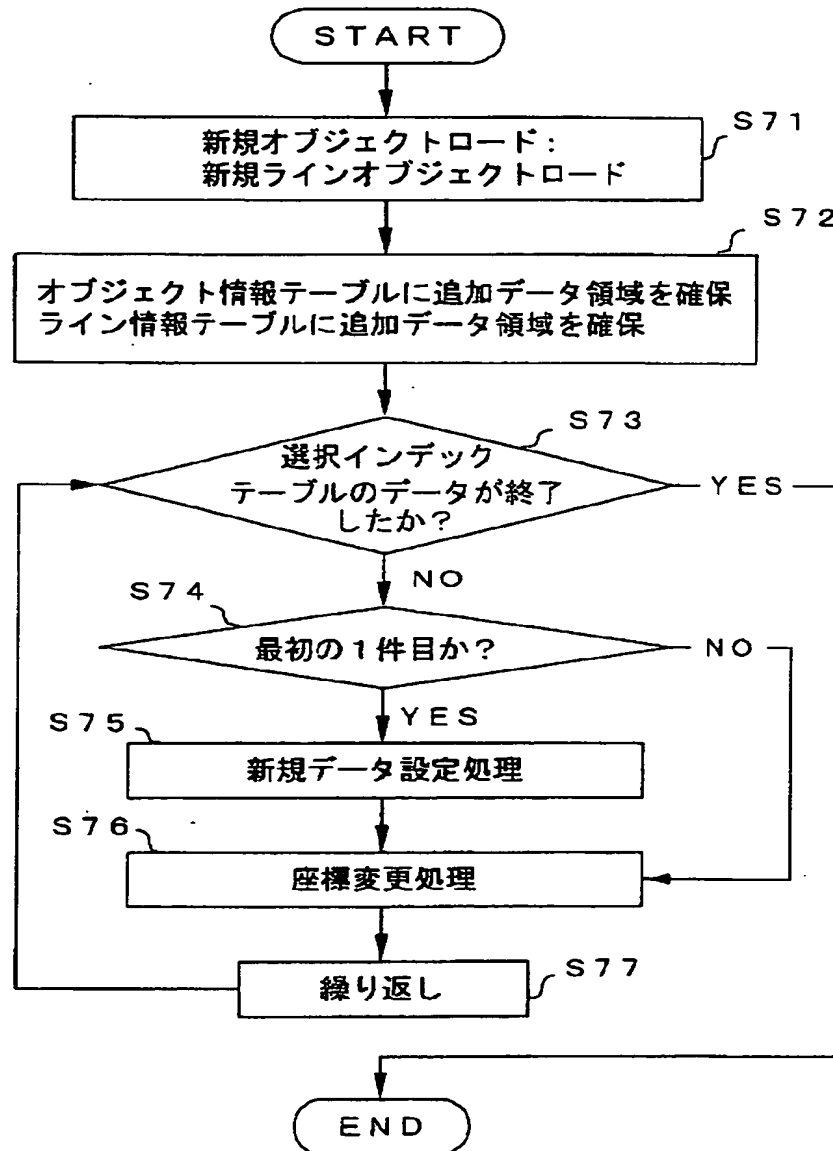 START
S71
新規オブジェクトロード：
新規ラインオブジェクトロード
S72
オブジェクト情報テーブルに追加データ領域を確保
ライン情報テーブルに追加データ領域を確保
S73
選択インデック
テーブルのデータが終了
したか？
YES
NO
S74
最初の１件目か？
NO
YES
S75
新規データ設定処理
S76
座標変更処理
S77
繰り返し
END